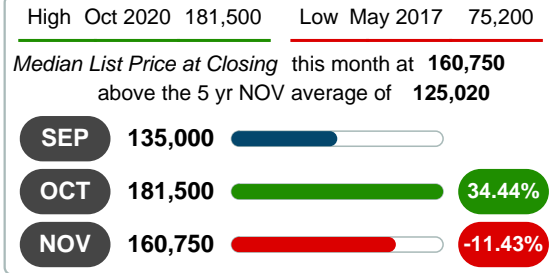 High Oct 2020 181,500 Low May 2017 75,200
Median List Price at Closing this month at 160,750
above the 5 yr NOV average of 125,020
SEP 135,000
OCT 181,500 34.44%
NOV 160,750 -11.43%